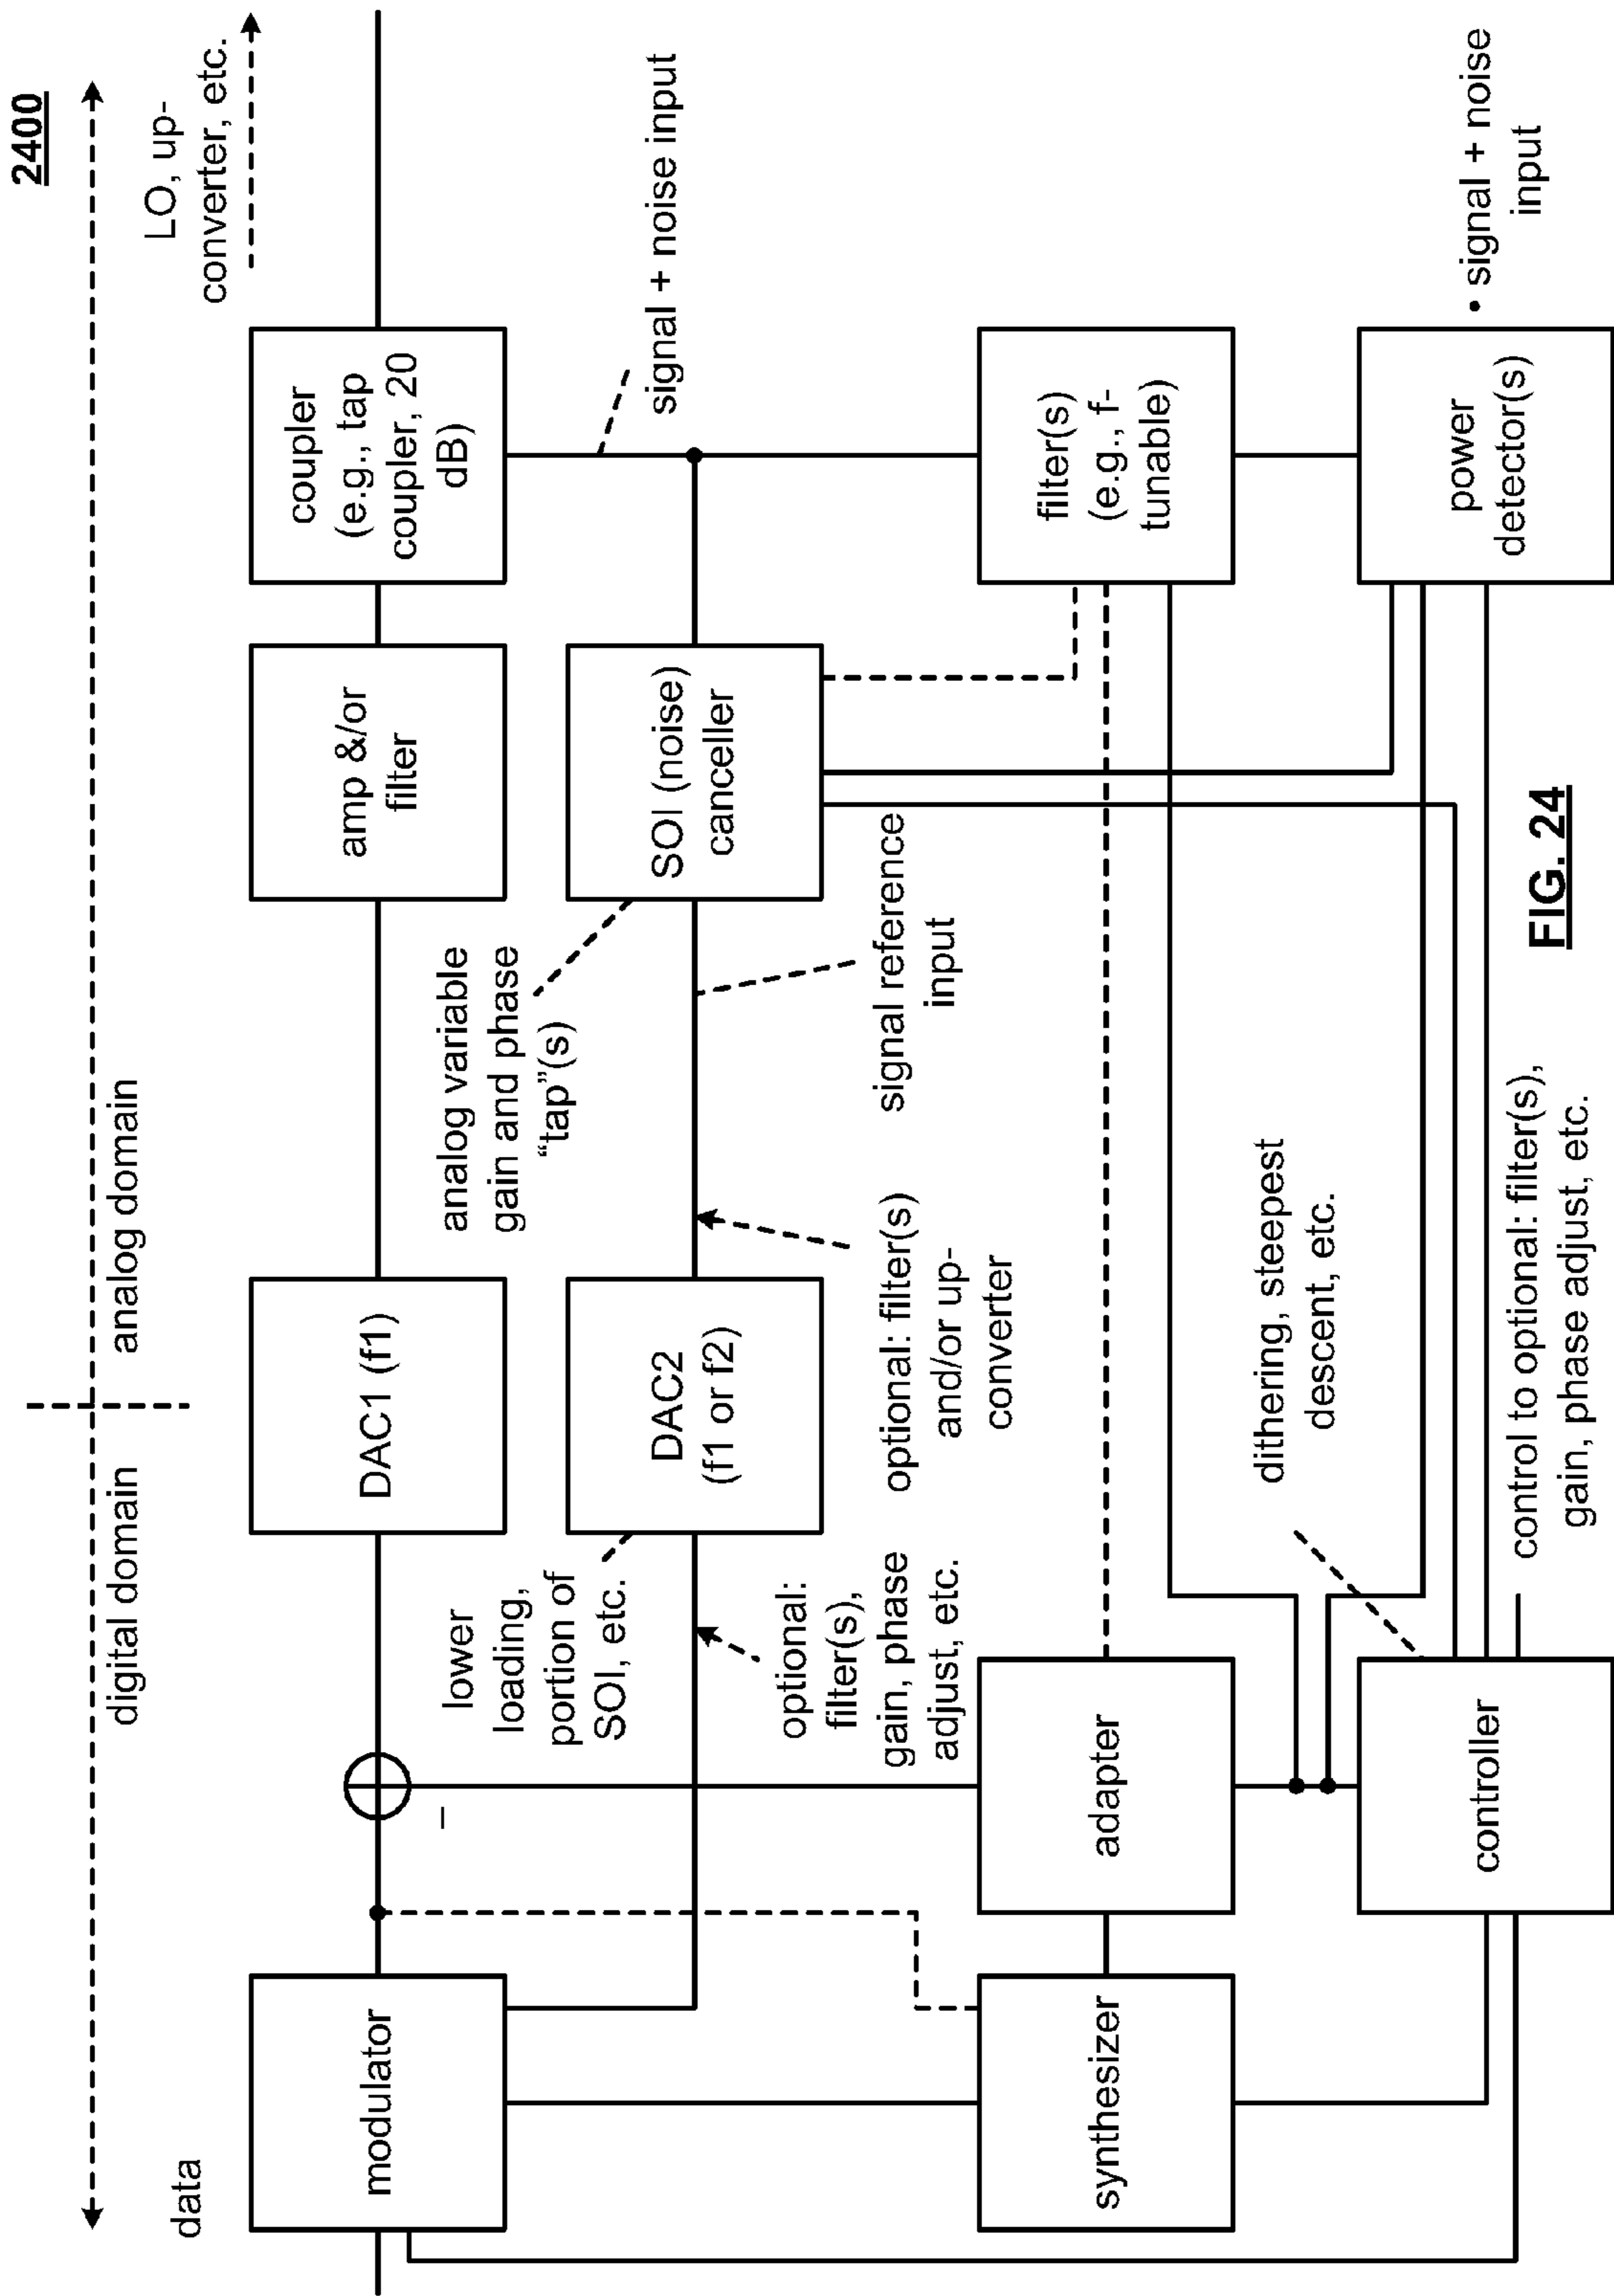 2400
digital domain
analog domain
data
LO, up-
converter, etc.
modulator
–
DAC1 (f1)
amp &/or
filter
coupler
(e.g., tap
coupler, 20
dB)
lower
loading,
portion of
SOI, etc.
DAC2
(f1 or f2)
analog variable
gain and phase
“tap”(s)
SOI (noise)
canceller
signal + noise input
optional:
filter(s),
gain, phase
adjust, etc.
optional: filter(s)
and/or up-
converter
signal reference
input
synthesizer
adapter
filter(s)
(e.g., f-
tunable)
dithering, steepest
descent, etc.
controller
power
detector(s)
• signal + noise
input
control to optional: filter(s),
gain, phase adjust, etc.
FIG. 24